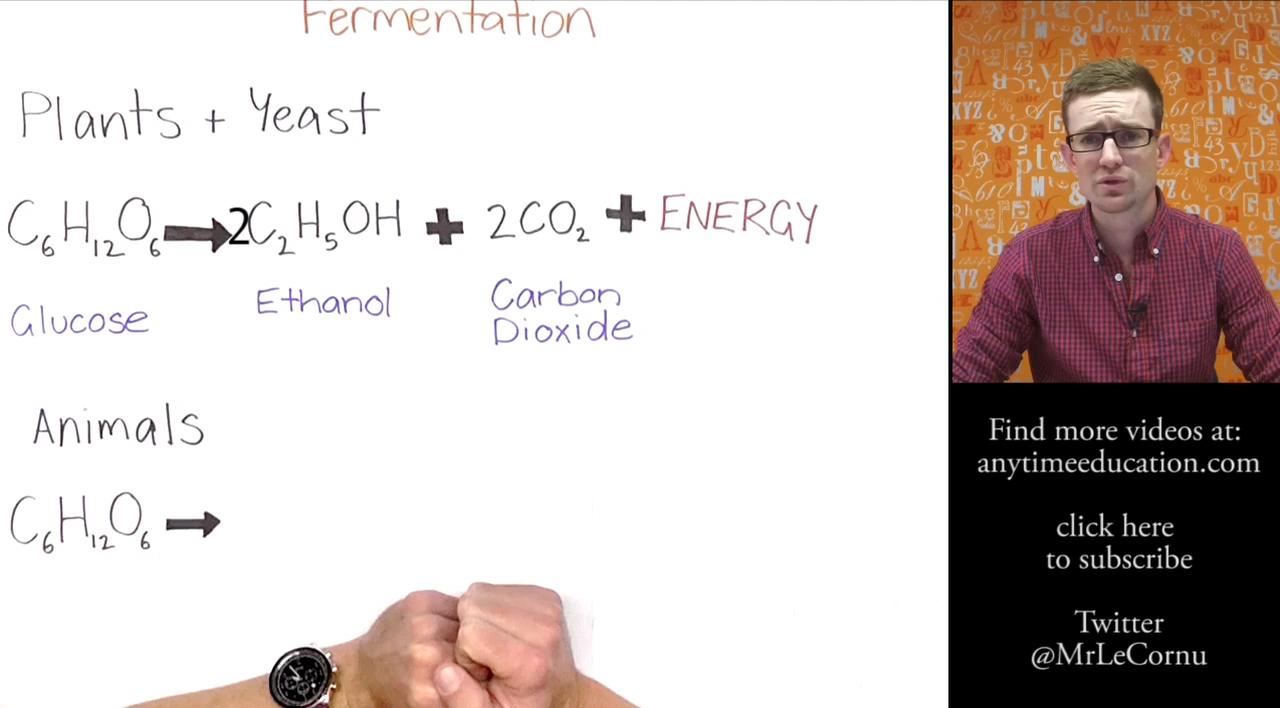 Fermentation
Plants + Yeast
C₆H₁₂O₆ → 2C₂H₅OH + 2CO₂ + ENERGY
Glucose
Ethanol
Carbon
Dioxide
Animals
C₆H₁₂O₆ →
Find more videos at:
anytimeeducation.com
click here
to subscribe
Twitter
@MrLeCornu